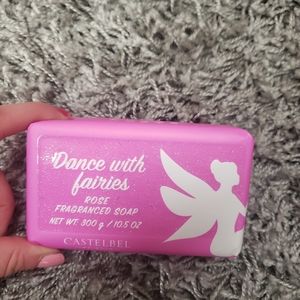 Dance with
fairies
ROSE
FRAGRANCED SOAP
NET WT. 300 g / 10.5 OZ
CASTELBEL